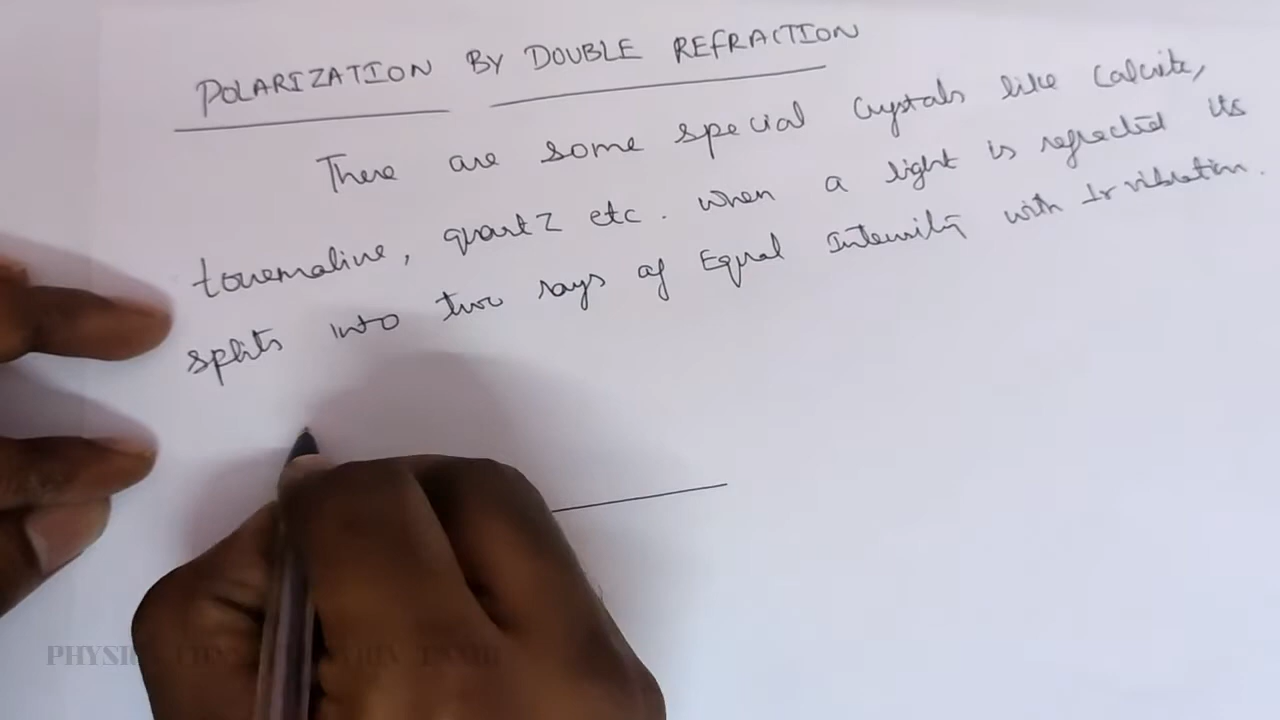 POLARIZATION BY DOUBLE REFRACTION
There are some special crystals like Calcite,
tourmaline, quartz etc. when a light is refracted its
splits into two rays of Equal Intensity with ⊥r vibration.
PHYSICS